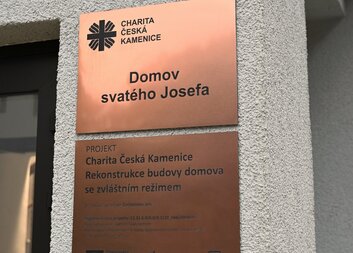 CHARITA
ČESKÁ
KAMENICE
Domov
svatého Josefa
PROJEKT
Charita Česká Kamenice
Rekonstrukce budovy domova
se zvláštním režimem